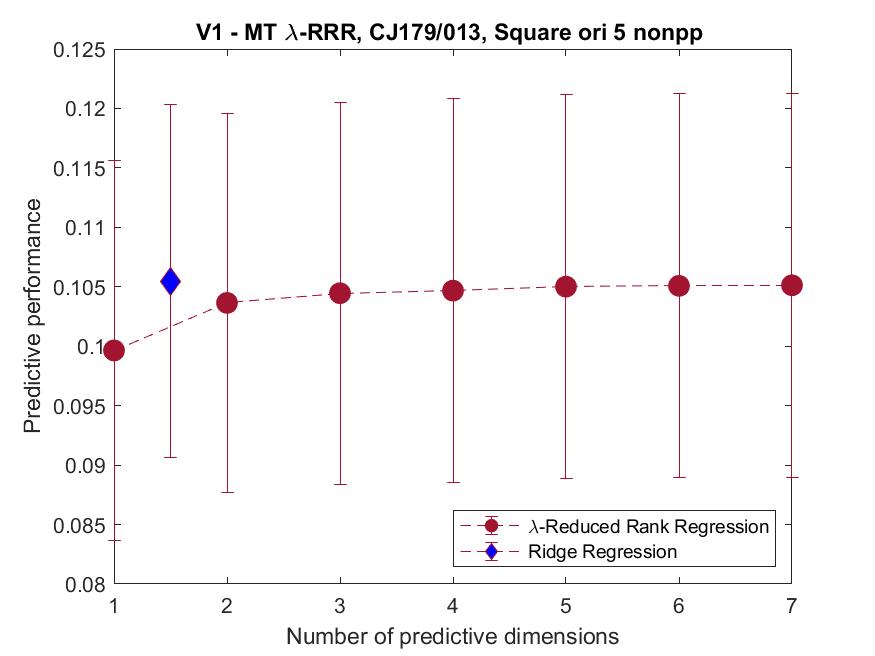 V1 - MT λ-RRR, CJ179/013, Square ori 5 nonpp
0.125
0.12
0.115
0.11
0.105
0.1
0.095
0.09
0.085
0.08
Predictive performance
λ-Reduced Rank Regression
Ridge Regression
1 2 3 4 5 6 7
Number of predictive dimensions